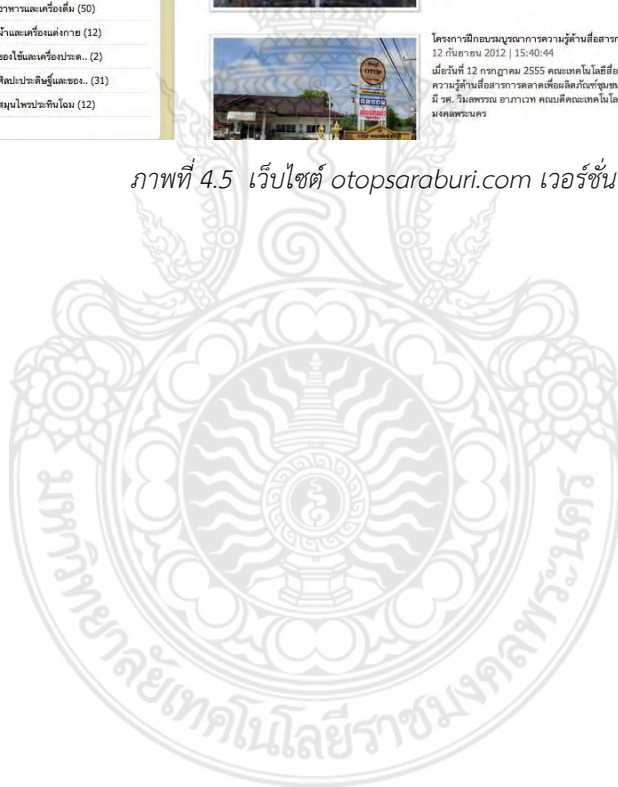 อาหารและเครื่องดื่ม (50)
ผ้าและเครื่องแต่งกาย (12)
ของใช้และเครื่องประด.. (2)
ศิลปะประดิษฐ์และของ.. (31)
สมุนไพรประทินโฉม (12)
โครงการฝึกอบรมบูรณาการความรู้ด้านสื่อสารก
12 กันยายน 2012 | 15:40:44
เมื่อวันที่ 12 กรกฎาคม 2555 คณะเทคโนโลยีสื่อ
ความรู้ด้านสื่อสารการตลาดเพื่อผลิตภัณฑ์ชุมชน
มี รศ. วิมลพรรณ อาภาเวท คณบดีคณะเทคโนโล
มงคลพระนคร
OTOP
ภาพที่ 4.5 เว็บไซต์ otopsaraburi.com เวอร์ชั่น
มหาวิทยาลัยเทคโนโลยีราชมงคลพระนคร